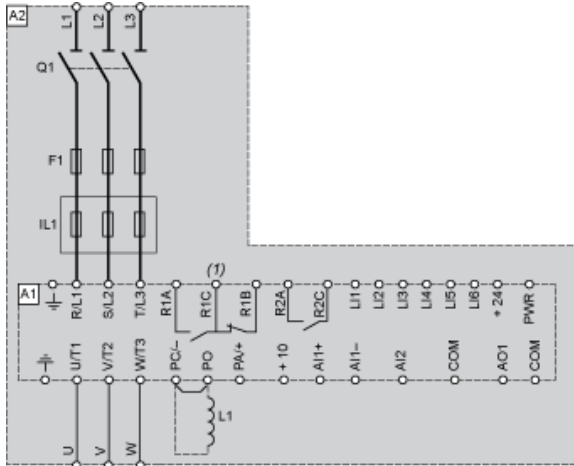 A2 L1 L2 L3
Q1
F1
IL1
(1)
A1 R/L1 S/L2 T/L3 R1A R1C R1B R2A R2C LI1 LI2 LI3 LI4 LI5 LI6 +24 PWR
U/T1 V/T2 W/T3 PC/– PO PA/+ +10 AI1+ AI1– AI2 COM AO1 COM
L1
U V W